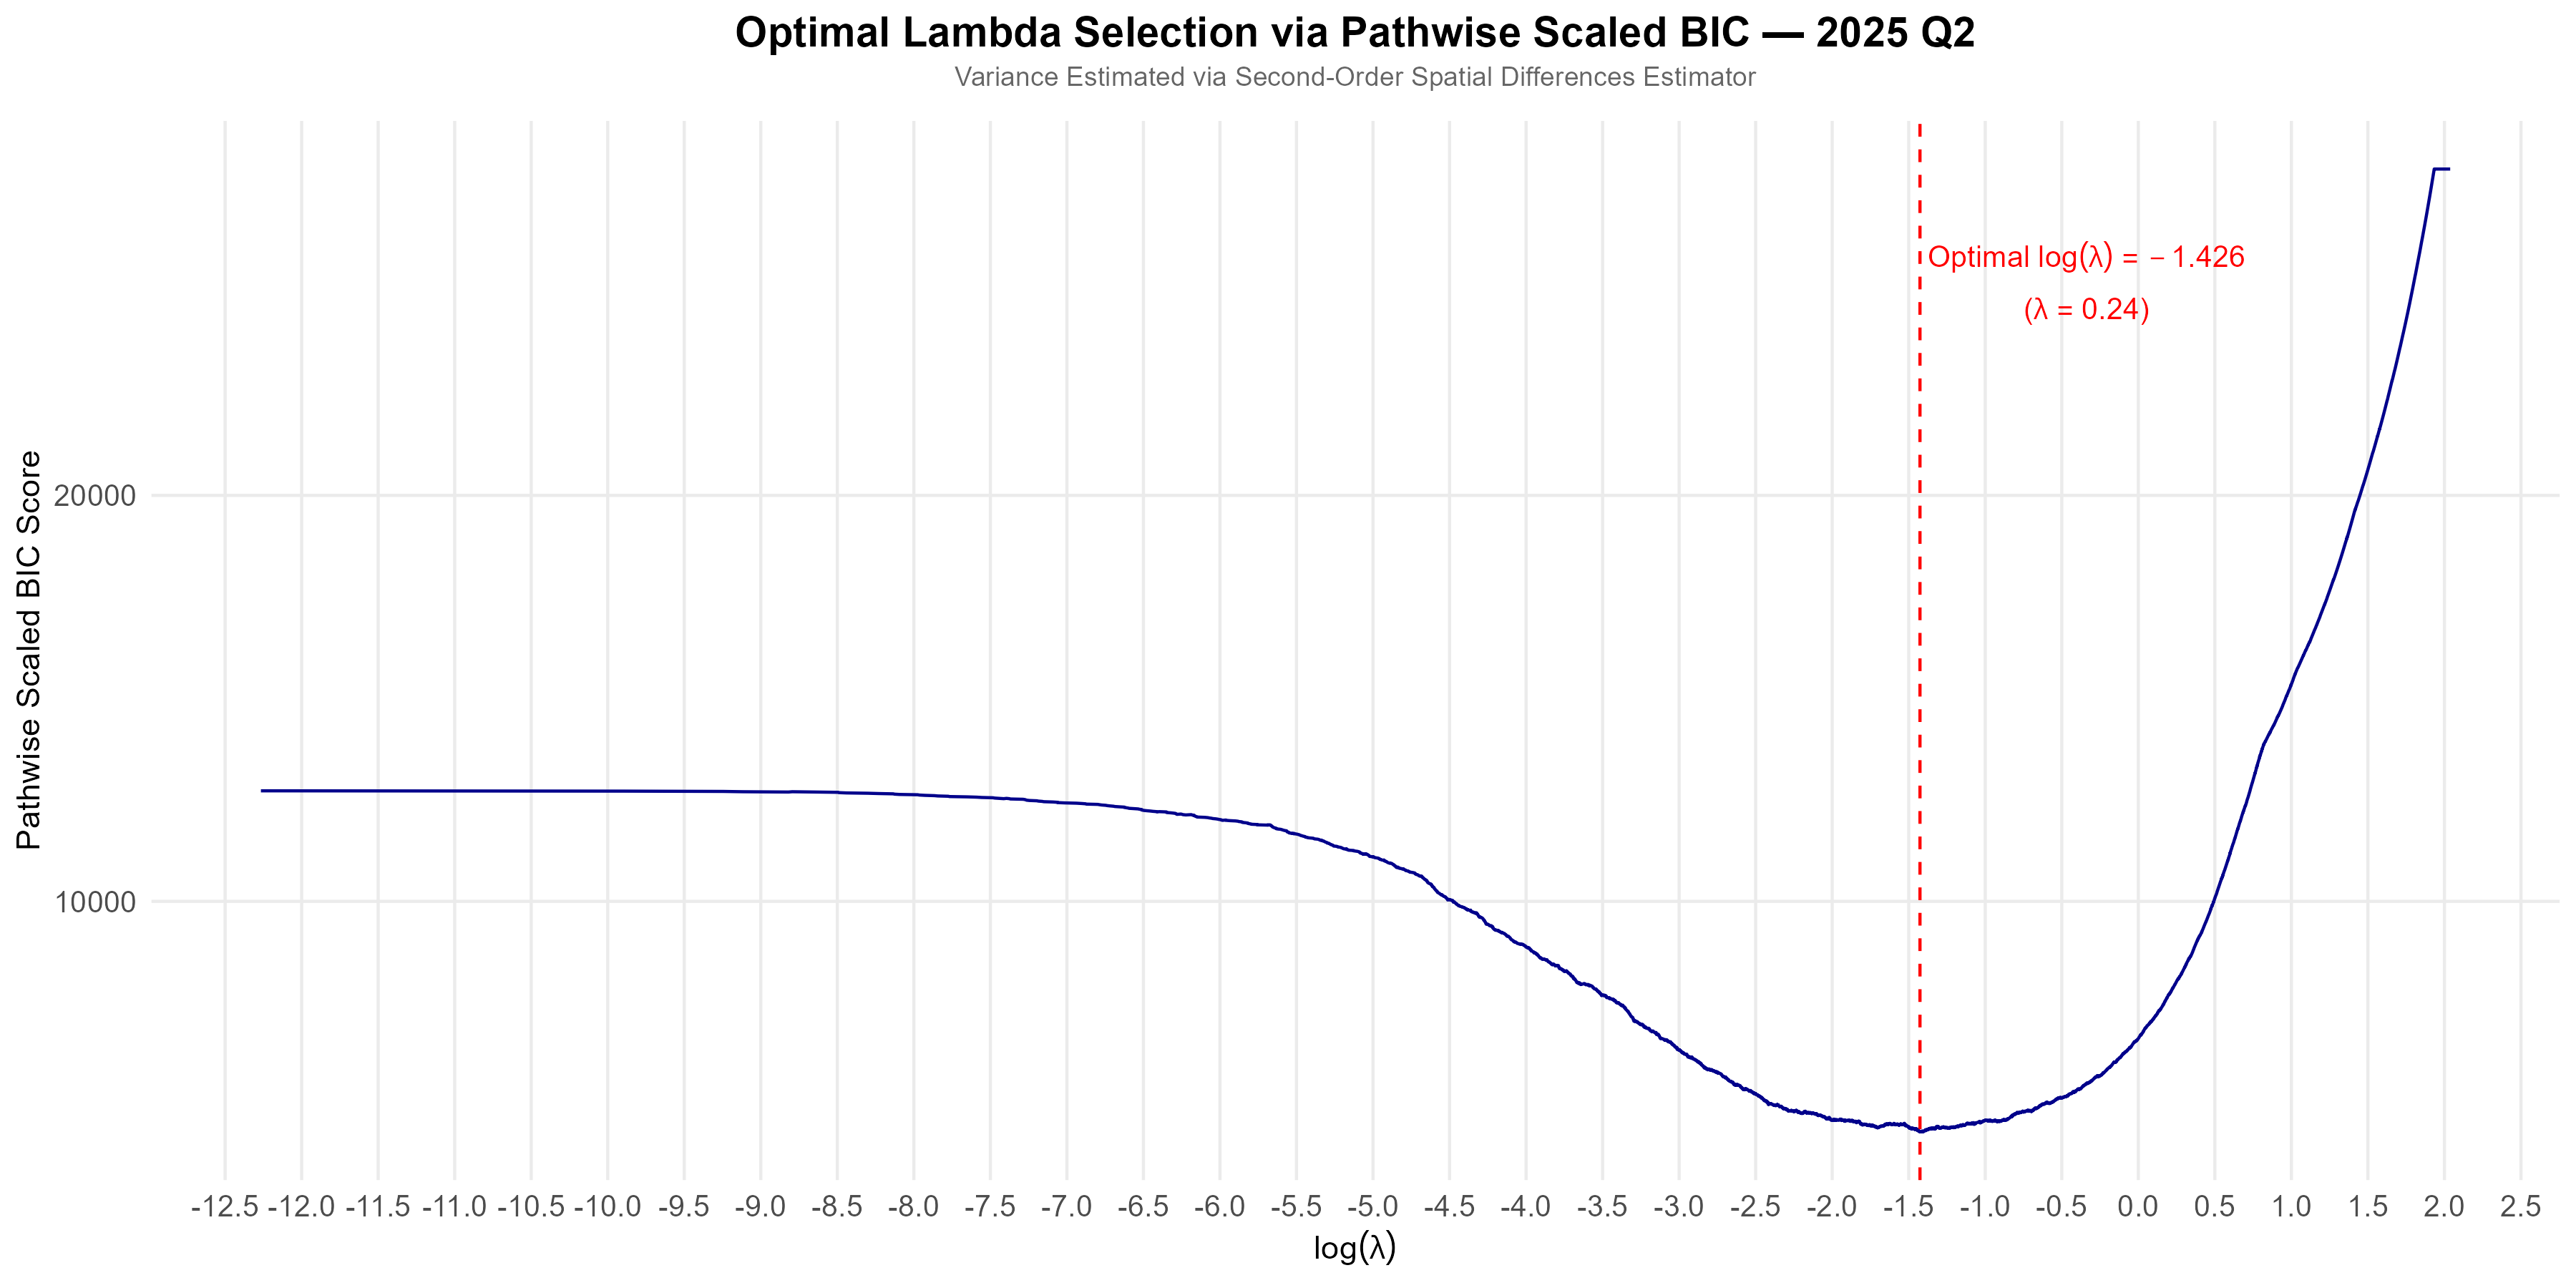 Optimal Lambda Selection via Pathwise Scaled BIC — 2025 Q2
Variance Estimated via Second-Order Spatial Differences Estimator
Optimal log(λ) = − 1.426
(λ = 0.24)
Pathwise Scaled BIC Score
20000
10000
-12.5 -12.0 -11.5 -11.0 -10.5 -10.0 -9.5 -9.0 -8.5 -8.0 -7.5 -7.0 -6.5 -6.0 -5.5 -5.0 -4.5 -4.0 -3.5 -3.0 -2.5 -2.0 -1.5 -1.0 -0.5 0.0 0.5 1.0 1.5 2.0 2.5
log(λ)